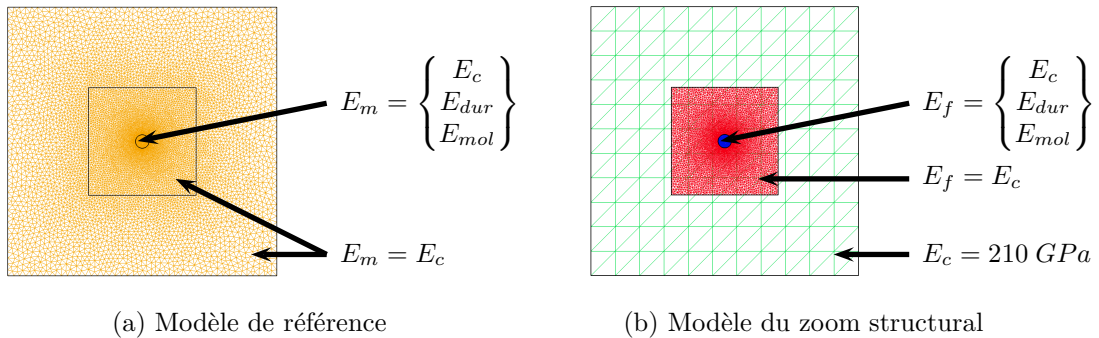 E_m = { E_c
E_dur
E_mol }
E_m = E_c
(a) Modèle de référence
E_f = { E_c
E_dur
E_mol }
E_f = E_c
E_c = 210 GPa
(b) Modèle du zoom structural